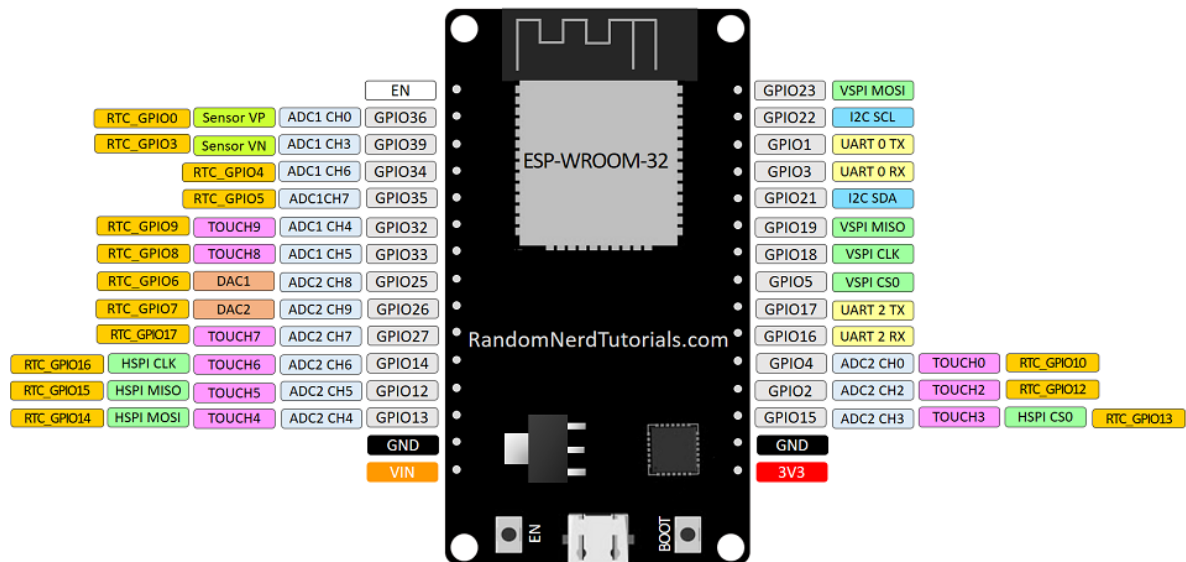 EN GPIO23 VSPI MOSI
RTC_GPIO0 Sensor VP ADC1 CH0 GPIO36 GPIO22 I2C SCL
RTC_GPIO3 Sensor VN ADC1 CH3 GPIO39 GPIO1 UART 0 TX
RTC_GPIO4 ADC1 CH6 GPIO34 ESP-WROOM-32 GPIO3 UART 0 RX
RTC_GPIO5 ADC1CH7 GPIO35 GPIO21 I2C SDA
RTC_GPIO9 TOUCH9 ADC1 CH4 GPIO32 GPIO19 VSPI MISO
RTC_GPIO8 TOUCH8 ADC1 CH5 GPIO33 GPIO18 VSPI CLK
RTC_GPIO6 DAC1 ADC2 CH8 GPIO25 GPIO5 VSPI CS0
RTC_GPIO7 DAC2 ADC2 CH9 GPIO26 GPIO17 UART 2 TX
RTC_GPIO17 TOUCH7 ADC2 CH7 GPIO27 RandomNerdTutorials.com GPIO16 UART 2 RX
RTC_GPIO16 HSPI CLK TOUCH6 ADC2 CH6 GPIO14 GPIO4 ADC2 CH0 TOUCH0 RTC_GPIO10
RTC_GPIO15 HSPI MISO TOUCH5 ADC2 CH5 GPIO12 GPIO2 ADC2 CH2 TOUCH2 RTC_GPIO12
RTC_GPIO14 HSPI MOSI TOUCH4 ADC2 CH4 GPIO13 GPIO15 ADC2 CH3 TOUCH3 HSPI CS0 RTC_GPIO13
GND GND
VIN 3V3
EN BOOT